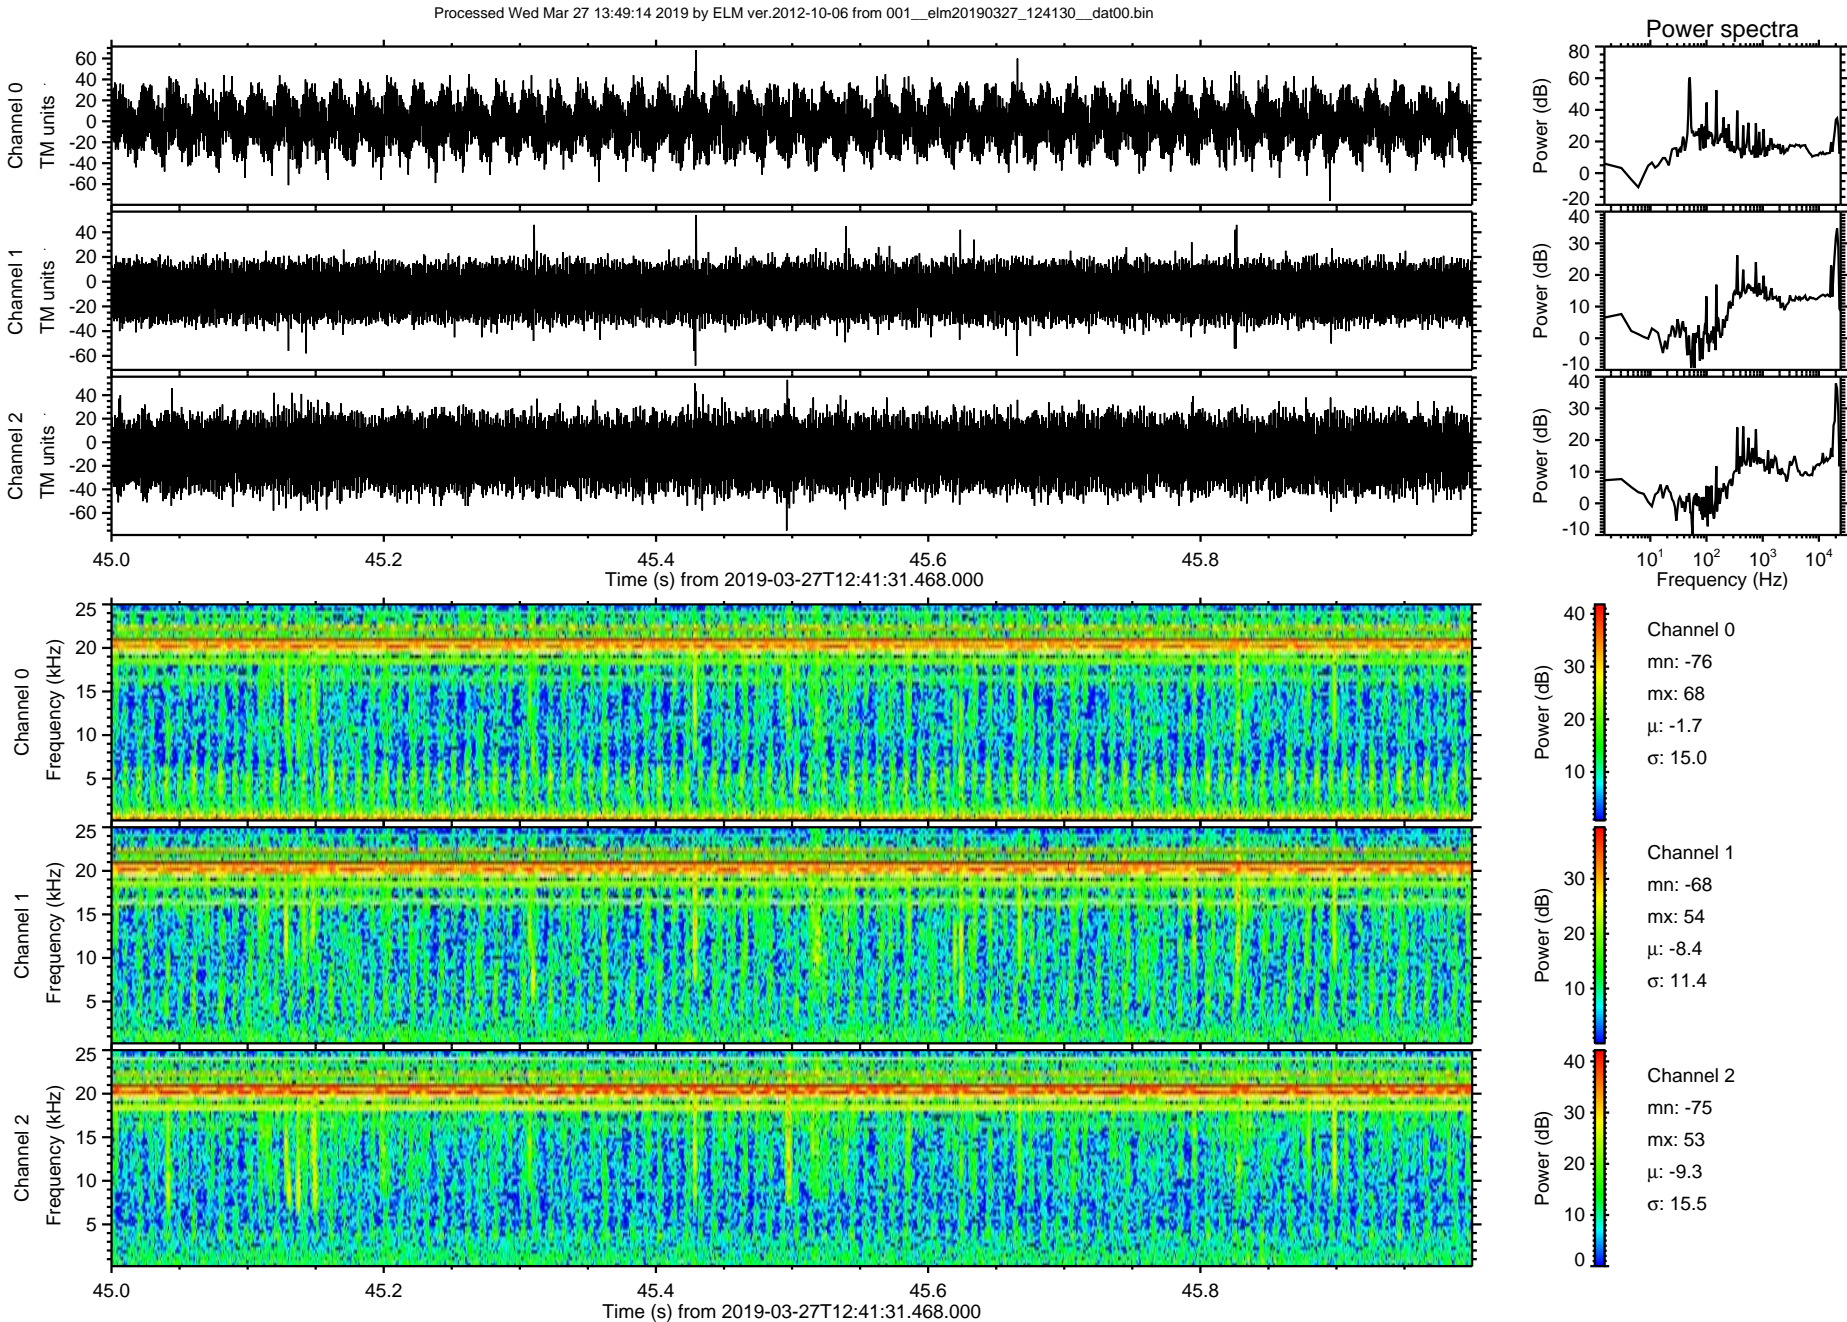 Processed Wed Mar 27 13:49:14 2019 by ELM ver.2012-10-06 from 001__elm20190327_124130__dat00.bin
Power spectra
Channel 0
TM units
60
40
20
0
-20
-40
-60
Power (dB)
80
60
40
20
0
-20
Channel 1
TM units
40
20
0
-20
-40
-60
Power (dB)
40
30
20
10
0
-10
Channel 2
TM units
40
20
0
-20
-40
-60
Power (dB)
40
30
20
10
0
-10
45.0 45.2 45.4 45.6 45.8
Time (s) from 2019-03-27T12:41:31.468.000
10¹ 10² 10³ 10⁴
Frequency (Hz)
Channel 0
Frequency (kHz)
25
20
15
10
5
Power (dB)
40
30
20
10
Channel 0
mn: -76
mx: 68
µ: -1.7
σ: 15.0
Channel 1
Frequency (kHz)
25
20
15
10
5
Power (dB)
30
20
10
Channel 1
mn: -68
mx: 54
µ: -8.4
σ: 11.4
Channel 2
Frequency (kHz)
25
20
15
10
5
Power (dB)
40
30
20
10
0
Channel 2
mn: -75
mx: 53
µ: -9.3
σ: 15.5
45.0 45.2 45.4 45.6 45.8
Time (s) from 2019-03-27T12:41:31.468.000